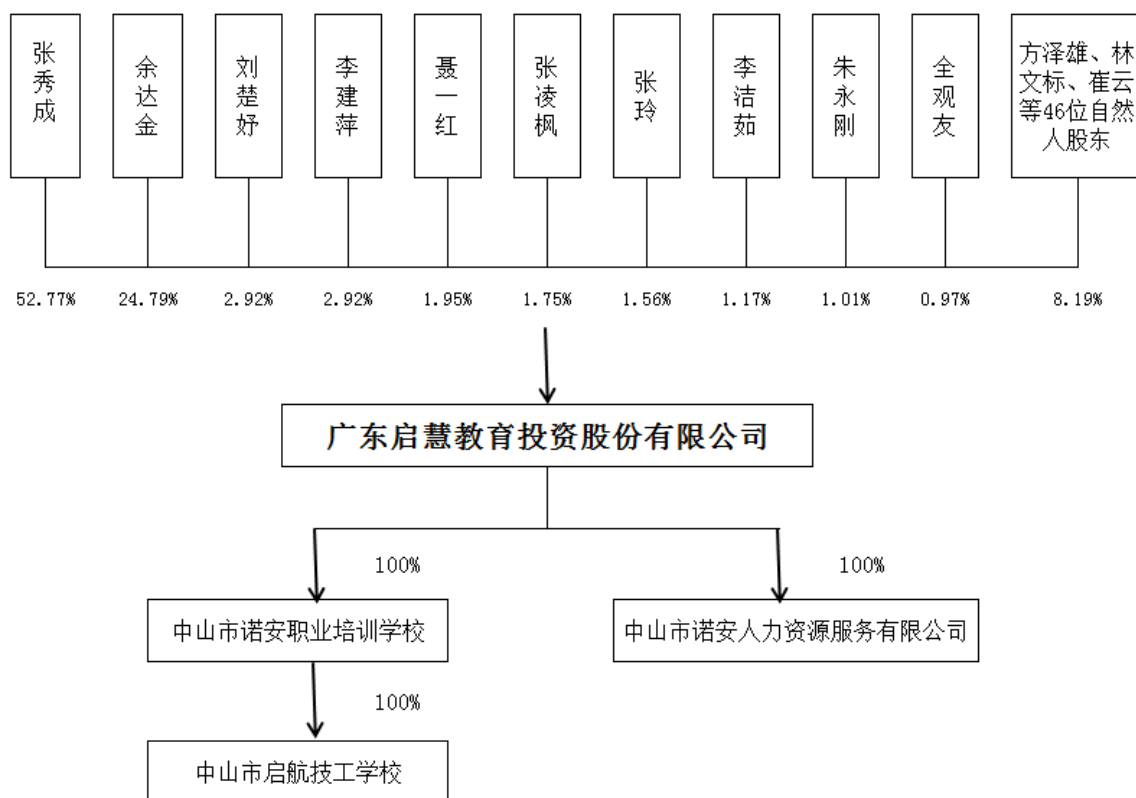 张秀成
余达金
刘楚妤
李建萍
聂一红
张凌枫
张玲
李洁茹
朱永刚
全观友
方泽雄、林
文标、崔云
等46位自然
人股东
52.77%
24.79%
2.92%
2.92%
1.95%
1.75%
1.56%
1.17%
1.01%
0.97%
8.19%
广东启慧教育投资股份有限公司
100%
100%
中山市诺安职业培训学校
中山市诺安人力资源服务有限公司
100%
中山市启航技工学校